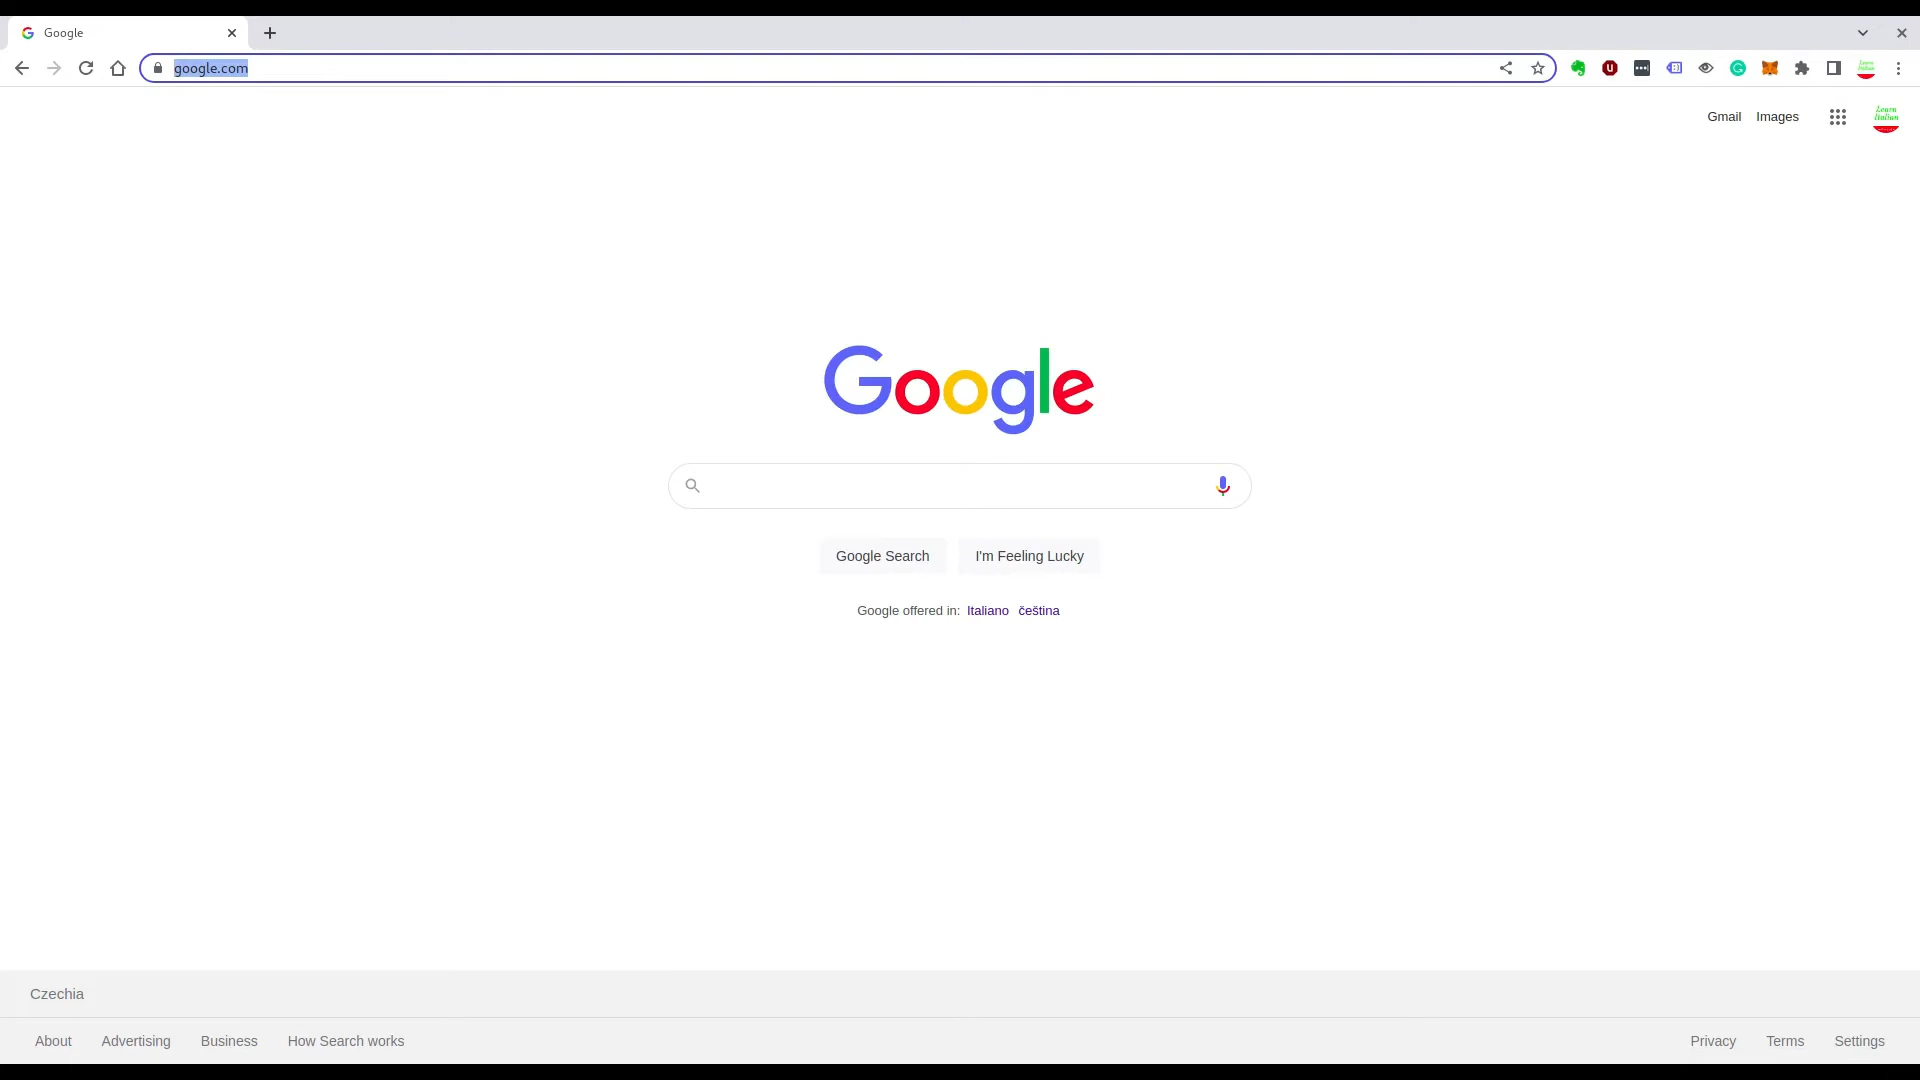 Google
google.com
Gmail Images
Learn Italian
Google
Google Search I'm Feeling Lucky
Google offered in: Italiano čeština
Czechia
About Advertising Business How Search works Privacy Terms Settings